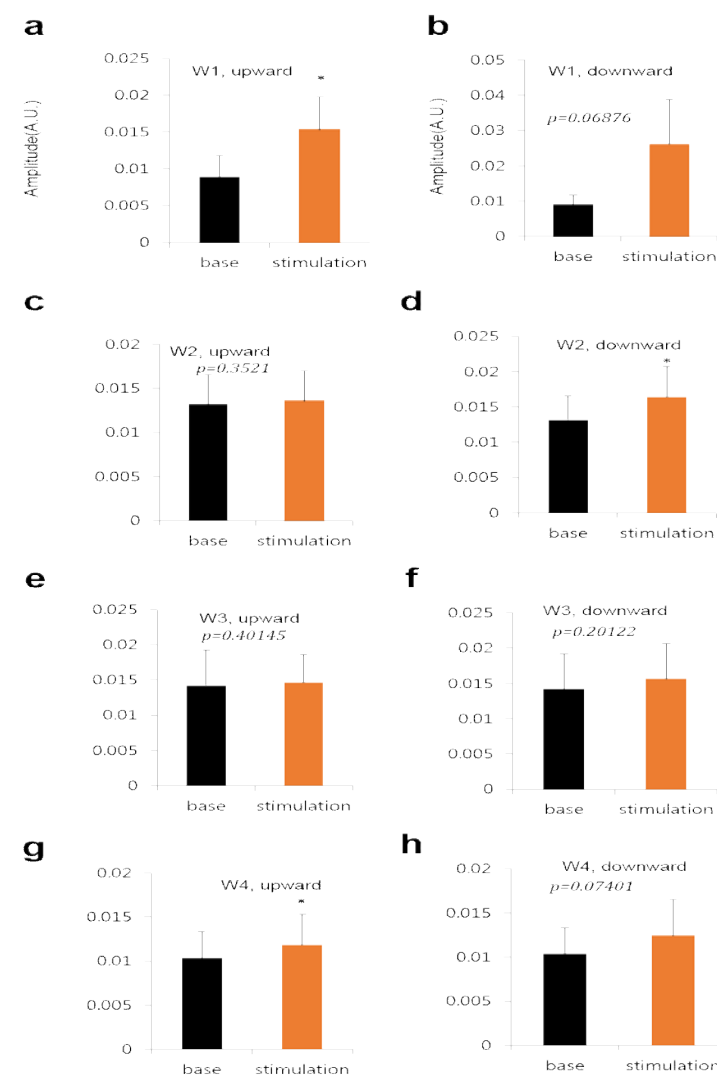 a
0.025
W1, upward
*
0.02
0.015
0.01
0.005
0
Amplitude(A.U.)
base stimulation
b
0.05
W1, downward
0.04
p=0.06876
0.03
0.02
0.01
0
Amplitude(A.U.)
base stimulation
c
0.02
W2, upward
p=0.3521
0.015
0.01
0.005
0
base stimulation
d
0.025
W2, downward
*
0.02
0.015
0.01
0.005
0
base stimulation
e
0.025
W3, upward
p=0.40145
0.02
0.015
0.01
0.005
0
base stimulation
f
0.025
W3, downward
p=0.20122
0.02
0.015
0.01
0.005
0
base stimulation
g
0.02
W4, upward
*
0.015
0.01
0.005
0
base stimulation
h
0.02
W4, downward
p=0.07401
0.015
0.01
0.005
0
base stimulation